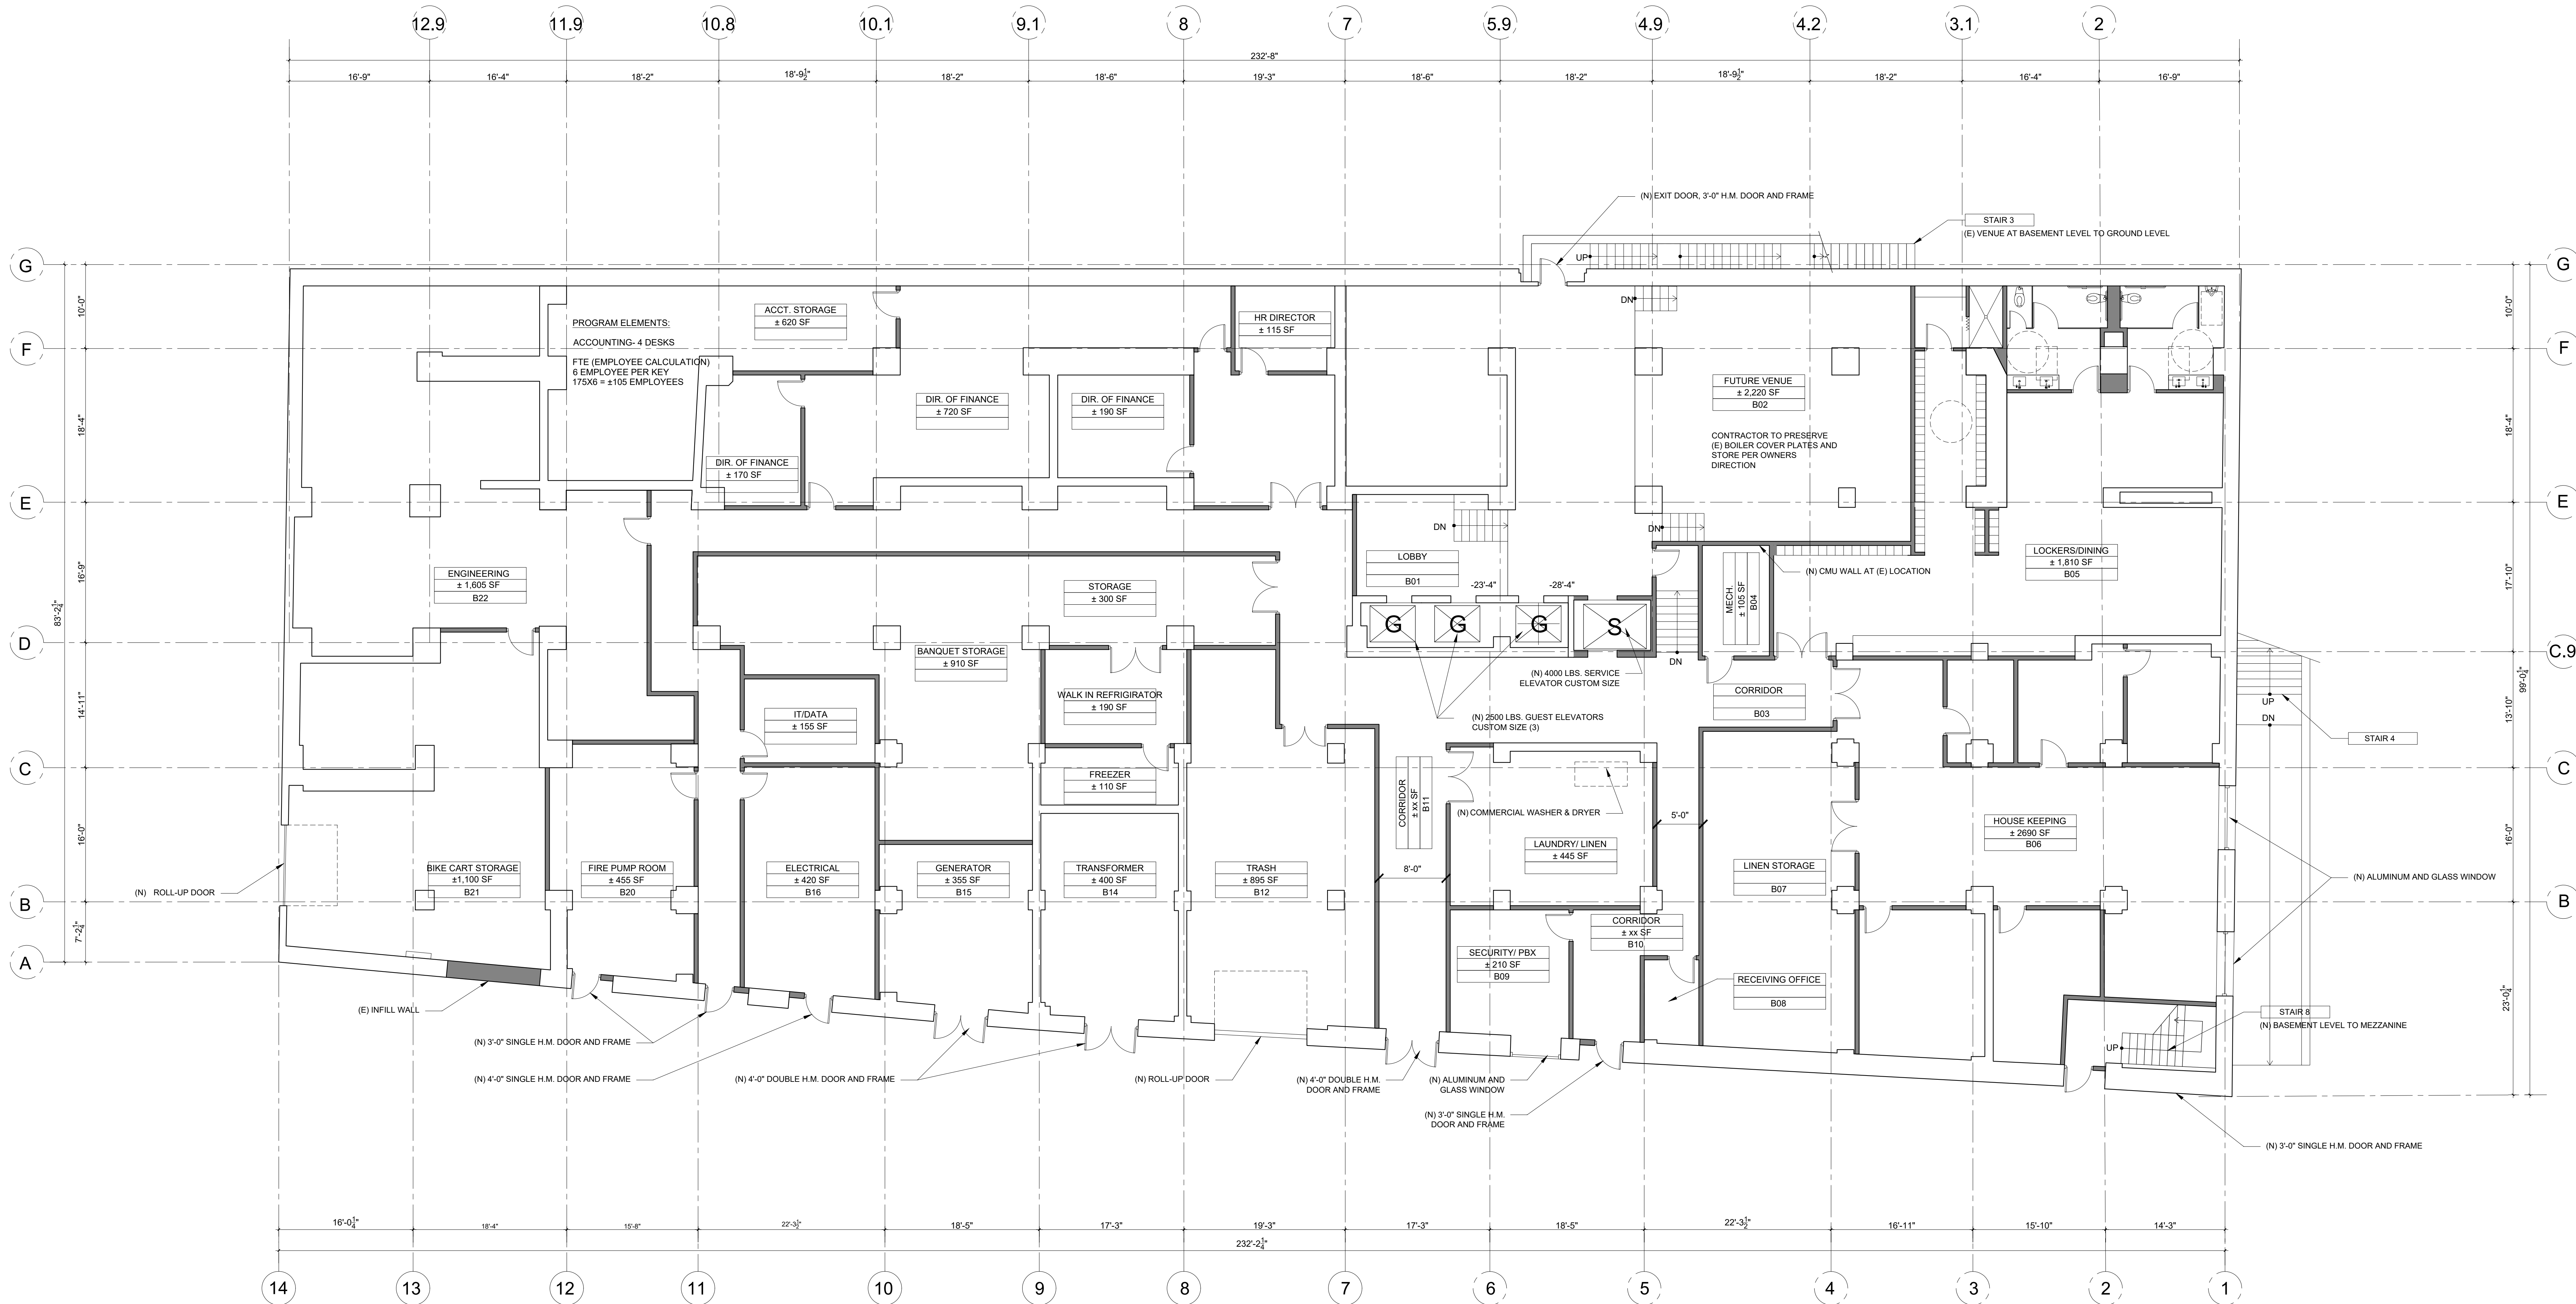 12.9
11.9
10.8
10.1
9.1
8
7
5.9
4.9
4.2
3.1
2
232'-8"
16'-9"
16'-4"
18'-2"
18'-9½"
18'-2"
18'-6"
19'-3"
18'-6"
18'-2"
18'-9½"
18'-2"
16'-4"
16'-9"
(N) EXIT DOOR, 3'-0" H.M. DOOR AND FRAME
STAIR 3
(E) VENUE AT BASEMENT LEVEL TO GROUND LEVEL
UP
G
F
E
D
C
B
A
10'-0"
18'-4"
16'-9"
14'-11"
16'-0"
7'-2¼"
83'-2¼"
G
F
E
C.9
C
B
10'-0"
18'-4"
17'-10"
13'-10"
16'-0"
23'-0¼"
99'-0¼"
PROGRAM ELEMENTS:
ACCOUNTING- 4 DESKS
FTE (EMPLOYEE CALCULATION)
6 EMPLOYEE PER KEY
175X6 = ±105 EMPLOYEES
ACCT. STORAGE
± 620 SF
HR DIRECTOR
± 115 SF
DIR. OF FINANCE
± 720 SF
DIR. OF FINANCE
± 190 SF
DIR. OF FINANCE
± 170 SF
DN
FUTURE VENUE
± 2,220 SF
B02
CONTRACTOR TO PRESERVE
(E) BOILER COVER PLATES AND
STORE PER OWNERS
DIRECTION
DN
DN
LOBBY
B01
-23'-4"
-28'-4"
MECH.
± 105 SF
B04
(N) CMU WALL AT (E) LOCATION
LOCKERS/DINING
± 1,810 SF
B05
ENGINEERING
± 1,605 SF
B22
STORAGE
± 300 SF
G
G
G
S
DN
BANQUET STORAGE
± 910 SF
WALK IN REFRIGIRATOR
± 190 SF
IT/DATA
± 155 SF
(N) 4000 LBS. SERVICE
ELEVATOR CUSTOM SIZE
(N) 2500 LBS. GUEST ELEVATORS
CUSTOM SIZE (3)
CORRIDOR
B03
UP
DN
STAIR 4
FREEZER
± 110 SF
CORRIDOR
± xx SF
B11
(N) COMMERCIAL WASHER & DRYER
5'-0"
LAUNDRY/ LINEN
± 445 SF
HOUSE KEEPING
± 2690 SF
B06
(N) ROLL-UP DOOR
BIKE CART STORAGE
±1,100 SF
B21
FIRE PUMP ROOM
± 455 SF
B20
ELECTRICAL
± 420 SF
B16
GENERATOR
± 355 SF
B15
TRANSFORMER
± 400 SF
B14
TRASH
± 895 SF
B12
8'-0"
LINEN STORAGE
B07
(N) ALUMINUM AND GLASS WINDOW
CORRIDOR
± xx SF
B10
SECURITY/ PBX
± 210 SF
B09
RECEIVING OFFICE
B08
(E) INFILL WALL
STAIR 8
(N) BASEMENT LEVEL TO MEZZANINE
UP
(N) 3'-0" SINGLE H.M. DOOR AND FRAME
(N) 4'-0" SINGLE H.M. DOOR AND FRAME
(N) 4'-0" DOUBLE H.M. DOOR AND FRAME
(N) ROLL-UP DOOR
(N) 4'-0" DOUBLE H.M.
DOOR AND FRAME
(N) ALUMINUM AND
GLASS WINDOW
(N) 3'-0" SINGLE H.M.
DOOR AND FRAME
(N) 3'-0" SINGLE H.M. DOOR AND FRAME
16'-0¼"
18'-4"
15'-8"
22'-3½"
18'-5"
17'-3"
19'-3"
17'-3"
18'-5"
22'-3½"
16'-11"
15'-10"
14'-3"
232'-2¼"
14
13
12
11
10
9
8
7
6
5
4
3
2
1